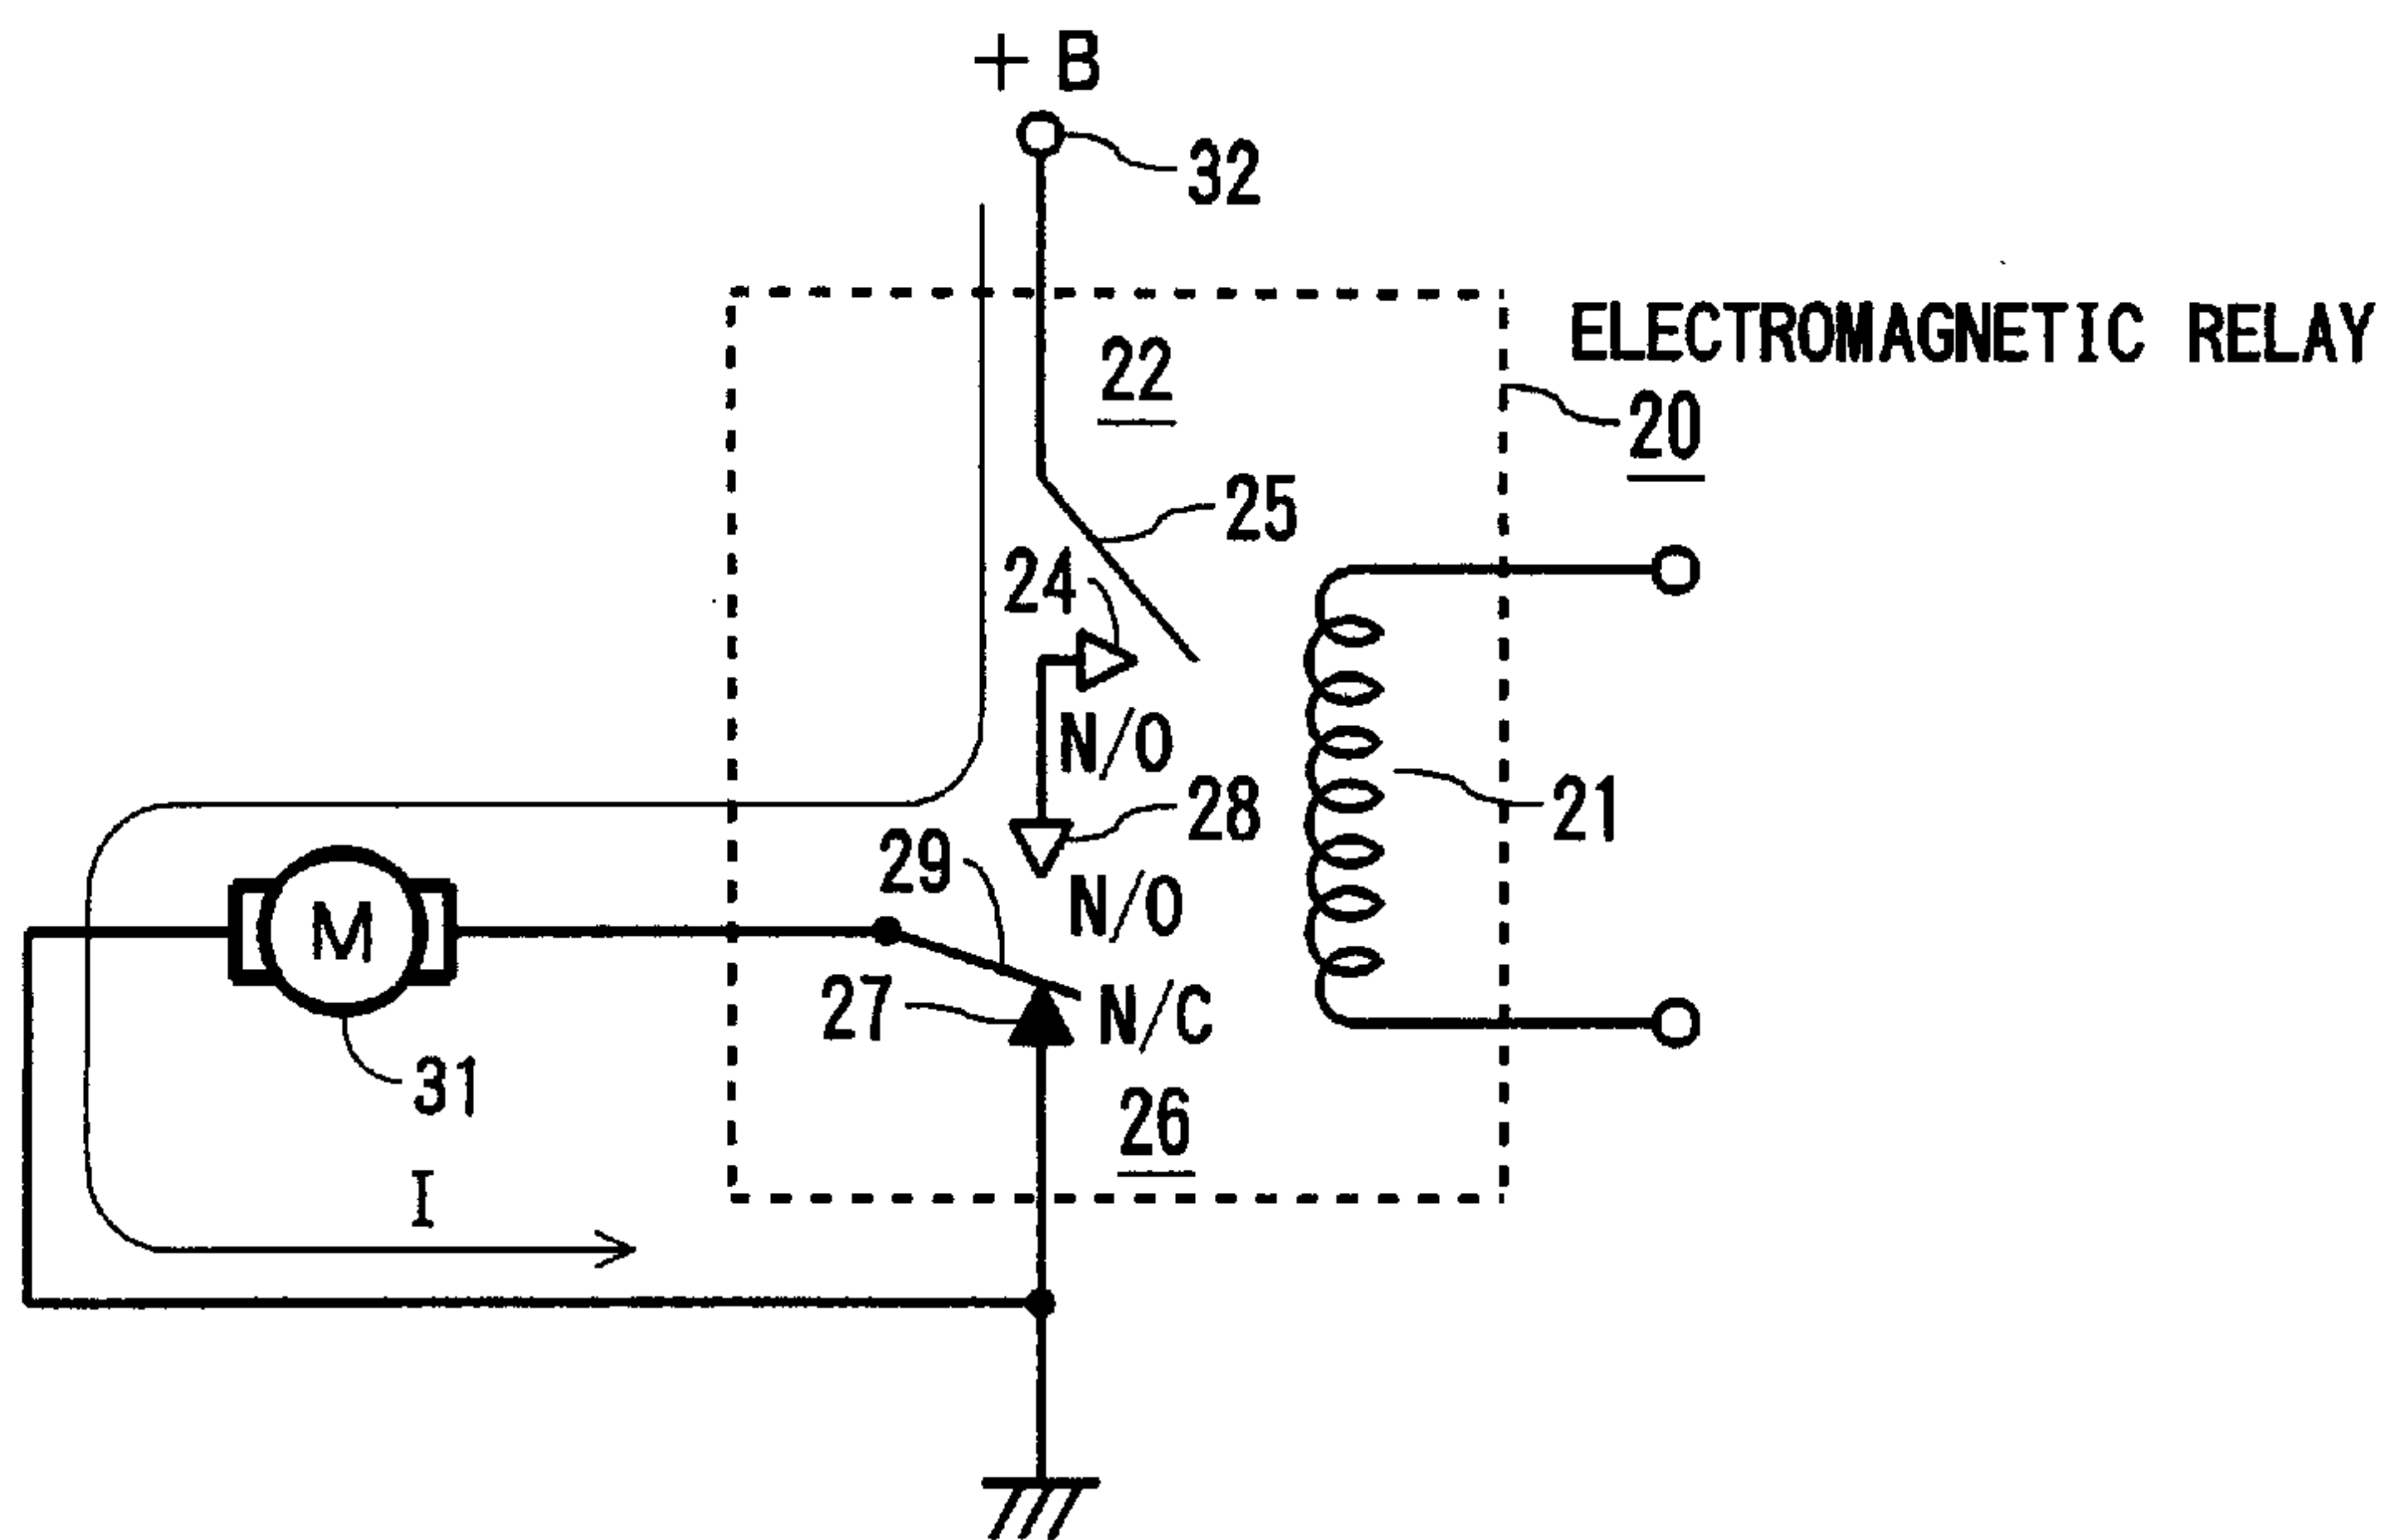 +B
32
ELECTROMAGNETIC RELAY
22
20
25
24
N/O
28
21
29
N/O
M
27
N/C
31
26
I